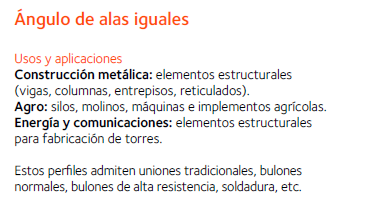 Ángulo de alas iguales
Usos y aplicaciones
Construcción metálica: elementos estructurales
(vigas, columnas, entrepisos, reticulados).
Agro: silos, molinos, máquinas e implementos agrícolas.
Energía y comunicaciones: elementos estructurales
para fabricación de torres.
Estos perfiles admiten uniones tradicionales, bulones
normales, bulones de alta resistencia, soldadura, etc.